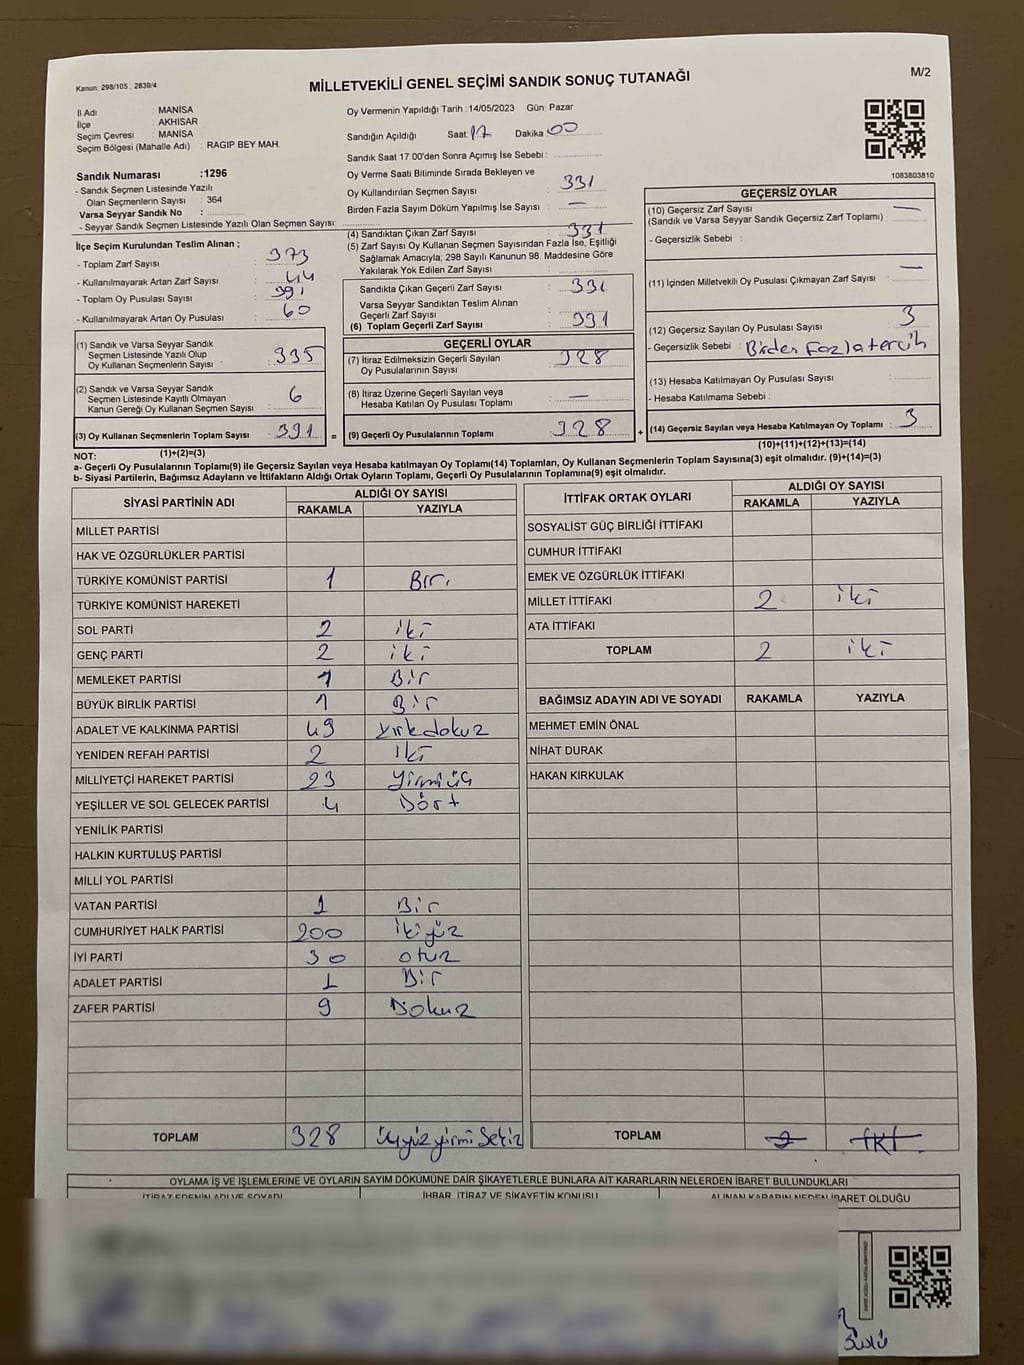 Kanun: 298/105 , 2839/4
MİLLETVEKİLİ GENEL SEÇİMİ SANDIK SONUÇ TUTANAĞI
M/2
İl Adı : MANİSA
İlçe : AKHİSAR
Seçim Çevresi : MANİSA
Seçim Bölgesi (Mahalle Adı) : RAGIP BEY MAH.
Sandık Numarası : 1296
- Sandık Seçmen Listesinde Yazılı
Olan Seçmenlerin Sayısı : 364
Varsa Seyyar Sandık No :
- Seyyar Sandık Seçmen Listesinde Yazılı Olan Seçmen Sayısı:
İlçe Seçim Kurulundan Teslim Alınan ;
- Toplam Zarf Sayısı : 373
- Kullanılmayarak Artan Zarf Sayısı : 44
- Toplam Oy Pusulası Sayısı : 391
- Kullanılmayarak Artan Oy Pusulası : 60
(1) Sandık ve Varsa Seyyar Sandık
Seçmen Listesinde Yazılı Olup
Oy Kullanan Seçmenlerin Sayısı : 335
(2) Sandık ve Varsa Seyyar Sandık
Seçmen Listesinde Kayıtlı Olmayan
Kanun Gereği Oy Kullanan Seçmen Sayısı : 6
(3) Oy Kullanan Seçmenlerin Toplam Sayısı : 331 =
(1)+(2)=(3)
Oy Vermenin Yapıldığı Tarih : 14/05/2023 Gün: Pazar
Sandığın Açıldığı Saat: 17 Dakika 00
Sandık Saat 17:00'den Sonra Açımış İse Sebebi :
Oy Verme Saati Bitiminde Sırada Bekleyen ve
Oy Kullandırılan Seçmen Sayısı : 331
Birden Fazla Sayım Döküm Yapılmış İse Sayısı : —
(4) Sandıktan Çıkan Zarf Sayısı : 331
(5) Zarf Sayısı Oy Kullanan Seçmen Sayısından Fazla İse, Eşitliği
Sağlamak Amacıyla; 298 Sayılı Kanunun 98. Maddesine Göre
Yakılarak Yok Edilen Zarf Sayısı :
Sandıkta Çıkan Geçerli Zarf Sayısı : 331
Varsa Seyyar Sandıktan Teslim Alınan
Geçerli Zarf Sayısı :
(6) Toplam Geçerli Zarf Sayısı : 331
GEÇERLİ OYLAR
(7) İtiraz Edilmeksizin Geçerli Sayılan
Oy Pusulalarının Sayısı : 328
(8) İtiraz Üzerine Geçerli Sayılan veya
Hesaba Katılan Oy Pusulası Toplamı : —
(9) Geçerli Oy Pusulalarının Toplamı : 328 +
1083803810
GEÇERSİZ OYLAR
(10) Geçersiz Zarf Sayısı : —
(Sandık ve Varsa Seyyar Sandık Geçersiz Zarf Toplamı)
- Geçersizlik Sebebi :
(11) İçinden Milletvekili Oy Pusulası Çıkmayan Zarf Sayısı : —
(12) Geçersiz Sayılan Oy Pusulası Sayısı : 3
- Geçersizlik Sebebi : Birden Fazla tercih
(13) Hesaba Katılmayan Oy Pusulası Sayısı :
- Hesaba Katılmama Sebebi :
(14) Geçersiz Sayılan veya Hesaba Katılmayan Oy Toplamı : 3
(10)+(11)+(12)+(13)=(14)
NOT:
a- Geçerli Oy Pusulalarının Toplamı(9) ile Geçersiz Sayılan veya Hesaba katılmayan Oy Toplamı(14) Toplamları, Oy Kullanan Seçmenlerin Toplam Sayısına(3) eşit olmalıdır. (9)+(14)=(3)
b- Siyasi Partilerin, Bağımsız Adayların ve İttifakların Aldığı Ortak Oyların Toplamı, Geçerli Oy Pusulalarının Toplamına(9) eşit olmalıdır.
SİYASİ PARTİNİN ADI ALDIĞI OY SAYISI
RAKAMLA YAZIYLA
MİLLET PARTİSİ
HAK VE ÖZGÜRLÜKLER PARTİSİ
TÜRKİYE KOMÜNİST PARTİSİ 1 Bir.
TÜRKİYE KOMÜNİST HAREKETİ
SOL PARTİ 2 iki
GENÇ PARTİ 2 iki
MEMLEKET PARTİSİ 1 Bir
BÜYÜK BİRLİK PARTİSİ 1 Bir
ADALET VE KALKINMA PARTİSİ 49 kırkdokuz
YENİDEN REFAH PARTİSİ 2 iki
MİLLİYETÇİ HAREKET PARTİSİ 23 yirmiüç
YEŞİLLER VE SOL GELECEK PARTİSİ 4 Dört
YENİLİK PARTİSİ
HALKIN KURTULUŞ PARTİSİ
MİLLİ YOL PARTİSİ
VATAN PARTİSİ 1 Bir
CUMHURİYET HALK PARTİSİ 200 ikiyüz
İYİ PARTİ 30 otuz
ADALET PARTİSİ 1 Bir
ZAFER PARTİSİ 9 Dokuz
TOPLAM 328 üçyüzyirmi Sekiz
İTTİFAK ORTAK OYLARI ALDIĞI OY SAYISI
RAKAMLA YAZIYLA
SOSYALİST GÜÇ BİRLİĞİ İTTİFAKI
CUMHUR İTTİFAKI
EMEK VE ÖZGÜRLÜK İTTİFAKI
MİLLET İTTİFAKI 2 iki
ATA İTTİFAKI
TOPLAM 2 iki
BAĞIMSIZ ADAYIN ADI VE SOYADI RAKAMLA YAZIYLA
MEHMET EMİN ÖNAL
NİHAT DURAK
HAKAN KIRKULAK
TOPLAM 2 iki
OYLAMA İŞ VE İŞLEMLERİNE VE OYLARIN SAYIM DÖKÜMÜNE DAİR ŞİKAYETLERLE BUNLARA AİT KARARLARIN NELERDEN İBARET BULUNDUKLARI
İTİRAZ EDENİN ADI VE SOYADI İHBAR, İTİRAZ VE ŞİKAYETİN KONUSU ALINAN KARARIN NEDEN İBARET OLDUĞU